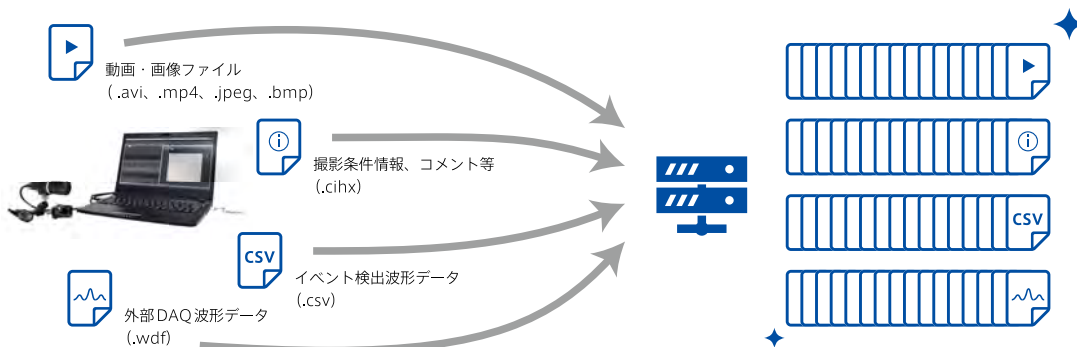 動画・画像ファイル
（.avi、.mp4、.jpeg、.bmp）
撮影条件情報、コメント等
（.cihx）
CSV
イベント検出波形データ
（.csv）
外部DAQ波形データ
（.wdf）
CSV